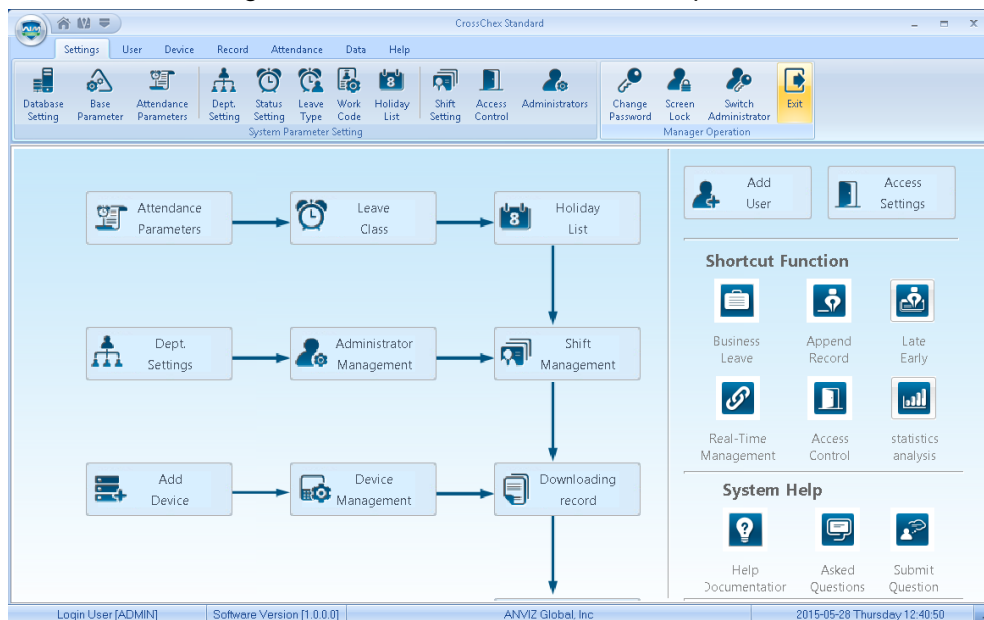 CrossChex Standard
Settings User Device Record Attendance Data Help
Database Setting
Base Parameter
Attendance Parameters
Dept. Setting
Status Setting
Leave Type
Work Code
Holiday List
Shift Setting
Access Control
Administrators
System Parameter Setting
Change Password
Screen Lock
Switch Administrator
Exit
Manager Operation
Attendance
Parameters
Leave
Class
8
Holiday
List
Dept.
Settings
Administrator
Management
Shift
Management
Add
Device
Device
Management
Downloading
record
Add
User
Access
Settings
Shortcut Function
Business
Leave
Append
Record
Late
Early
Real-Time
Management
Access
Control
statistics
analysis
System Help
Help
Documentation
Asked
Questions
Submit
Question
Login User [ADMIN] Software Version [1.0.0.0] ANVIZ Global, Inc 2015-05-28 Thursday 12:40:50